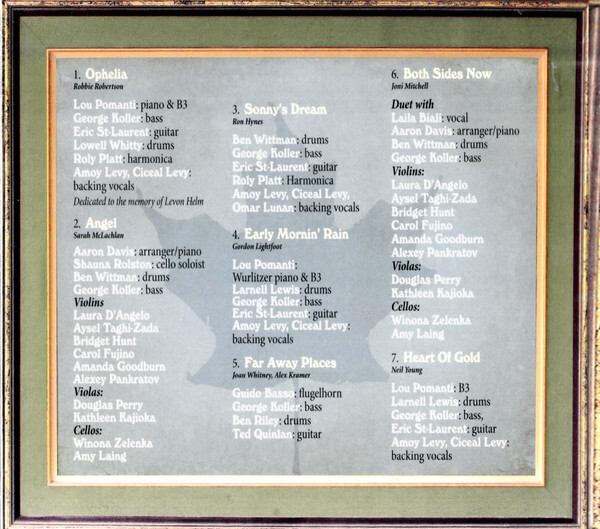 1. Ophelia
Robbie Robertson
Lou Pomanti: piano & B3
George Koller: bass
Eric St-Laurent: guitar
Lowell Whitty: drums
Roly Platt: harmonica
Amoy Levy, Ciceal Levy:
backing vocals
Dedicated to the memory of Levon Helm
2. Angel
Sarah McLachlan
Aaron Davis: arranger/piano
Shauna Rolston: cello soloist
Ben Wittman: drums
George Koller: bass
Violins
Laura D'Angelo
Aysel Taghi-Zada
Bridget Hunt
Carol Fujino
Amanda Goodburn
Alexey Pankratov
Violas:
Douglas Perry
Kathleen Kajioka
Cellos:
Winona Zelenka
Amy Laing
3. Sonny's Dream
Ron Hynes
Ben Wittman: drums
George Koller: bass
Eric St-Laurent: guitar
Roly Platt: Harmonica
Amoy Levy, Ciceal Levy,
Omar Lunan: backing vocals
4. Early Mornin' Rain
Gordon Lightfoot
Lou Pomanti:
Wurlitzer piano & B3
Larnell Lewis: drums
George Koller: bass
Eric St-Laurent: guitar
Amoy Levy, Ciceal Levy:
backing vocals
5. Far Away Places
Joan Whitney, Alex Kramer
Guido Basso: flugelhorn
George Koller: bass
Ben Riley: drums
Ted Quinlan: guitar
6. Both Sides Now
Joni Mitchell
Duet with
Laila Biali: vocal
Aaron Davis: arranger/piano
Ben Wittman: drums
George Koller: bass
Violins:
Laura D'Angelo
Aysel Taghi-Zada
Bridget Hunt
Carol Fujino
Amanda Goodburn
Alexey Pankratov
Violas:
Douglas Perry
Kathleen Kajioka
Cellos:
Winona Zelenka
Amy Laing
7. Heart Of Gold
Neil Young
Lou Pomanti: B3
Larnell Lewis: drums
George Koller: bass,
Eric St-Laurent: guitar
Amoy Levy, Ciceal Levy:
backing vocals